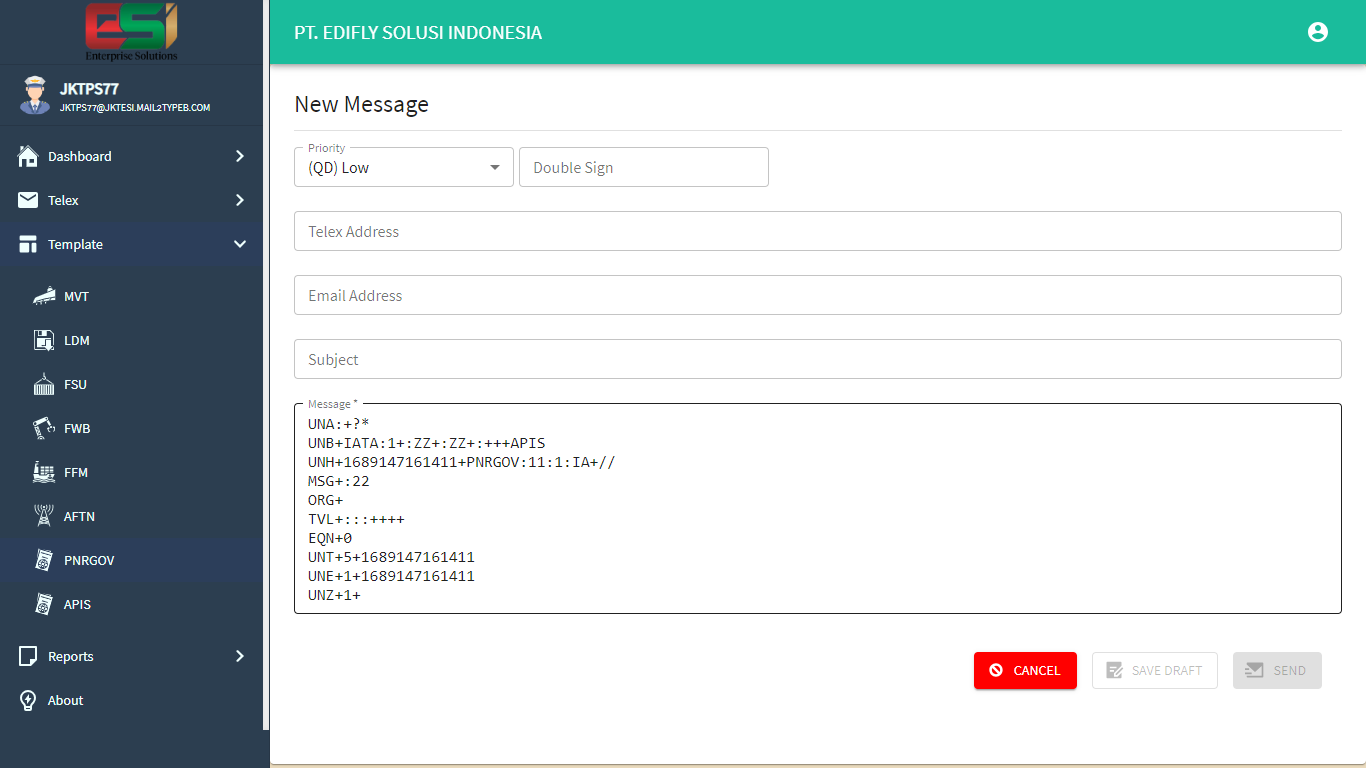 ESI
Enterprise Solutions
JKTPS77
JKTPS77@JKTESI.MAIL2TYPEB.COM
Dashboard
Telex
Template
MVT
LDM
FSU
FWB
FFM
AFTN
PNRGOV
APIS
Reports
About
PT. EDIFLY SOLUSI INDONESIA
New Message
Priority
(QD) Low
Double Sign
Telex Address
Email Address
Subject
Message *
UNA:+?*
UNB+IATA:1+:ZZ+:ZZ+:+++APIS
UNH+1689147161411+PNRGOV:11:1:IA+//
MSG+:22
ORG+
TVL+:::++++
EQN+0
UNT+5+1689147161411
UNE+1+1689147161411
UNZ+1+
CANCEL
SAVE DRAFT
SEND